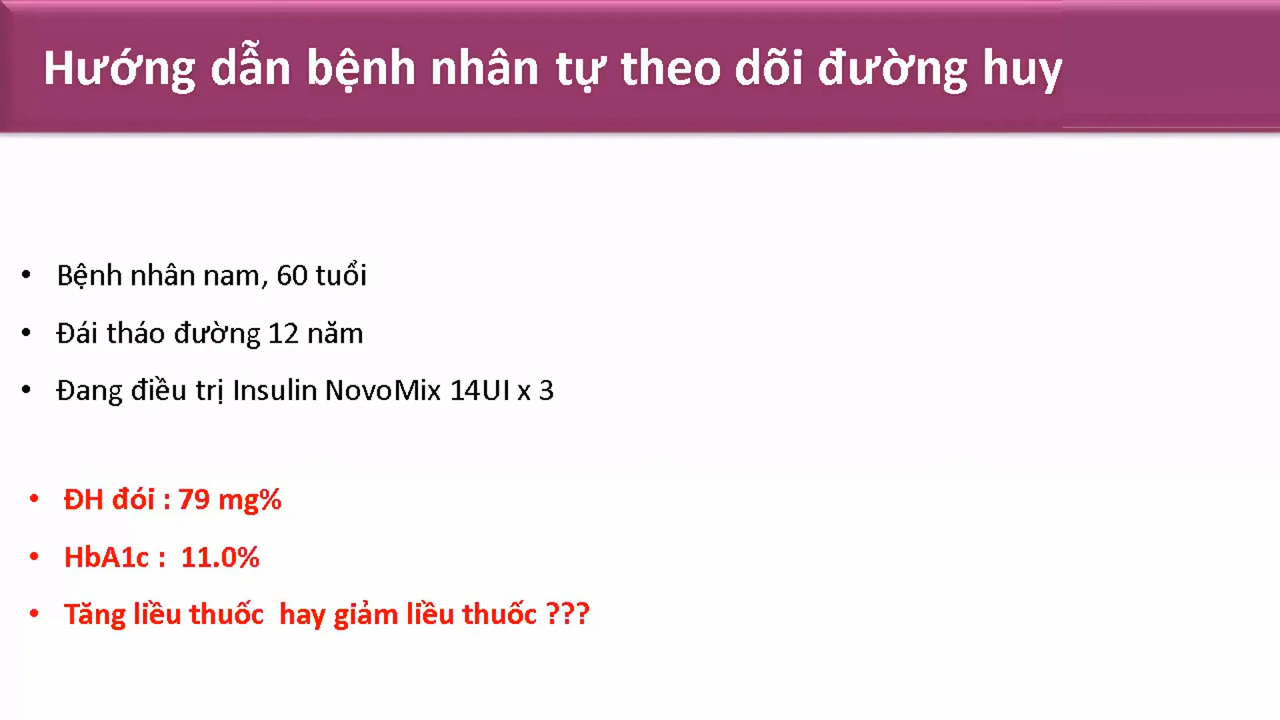 Hướng dẫn bệnh nhân tự theo dõi đường huy
• Bệnh nhân nam, 60 tuổi
• Đái tháo đường 12 năm
• Đang điều trị Insulin NovoMix 14UI x 3
• ĐH đói : 79 mg%
• HbA1c : 11.0%
• Tăng liều thuốc hay giảm liều thuốc ???